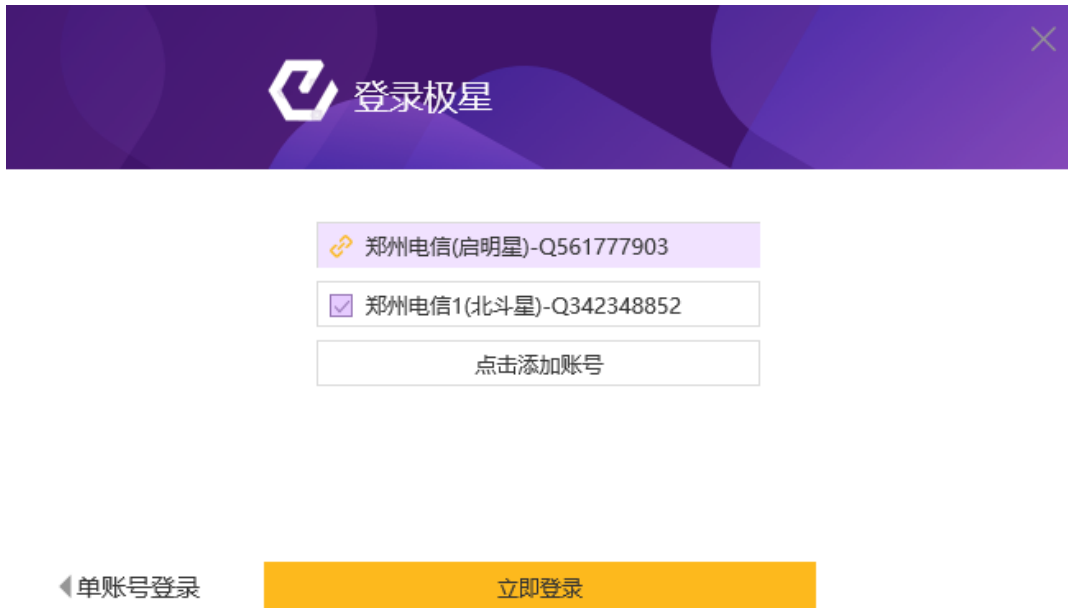 登录极星
郑州电信(启明星)-Q561777903
郑州电信1(北斗星)-Q342348852
点击添加账号
单账号登录
立即登录